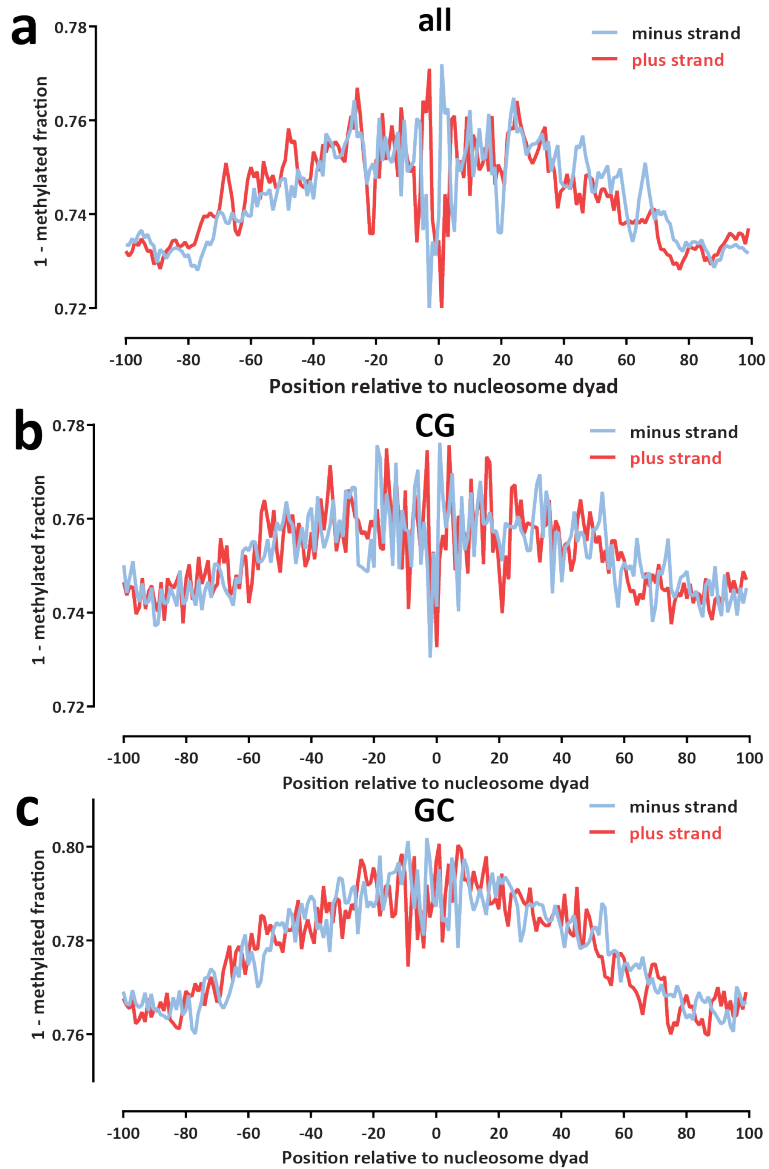 a
all
minus strand
plus strand
1 - methylated fraction
0.78
0.76
0.74
0.72
-100 -80 -60 -40 -20 0 20 40 60 80 100
Position relative to nucleosome dyad
b
CG
minus strand
plus strand
1 - methylated fraction
0.78
0.76
0.74
0.72
-100 -80 -60 -40 -20 0 20 40 60 80 100
Position relative to nucleosome dyad
c
GC
minus strand
plus strand
1 - methylated fraction
0.80
0.78
0.76
-100 -80 -60 -40 -20 0 20 40 60 80 100
Position relative to nucleosome dyad